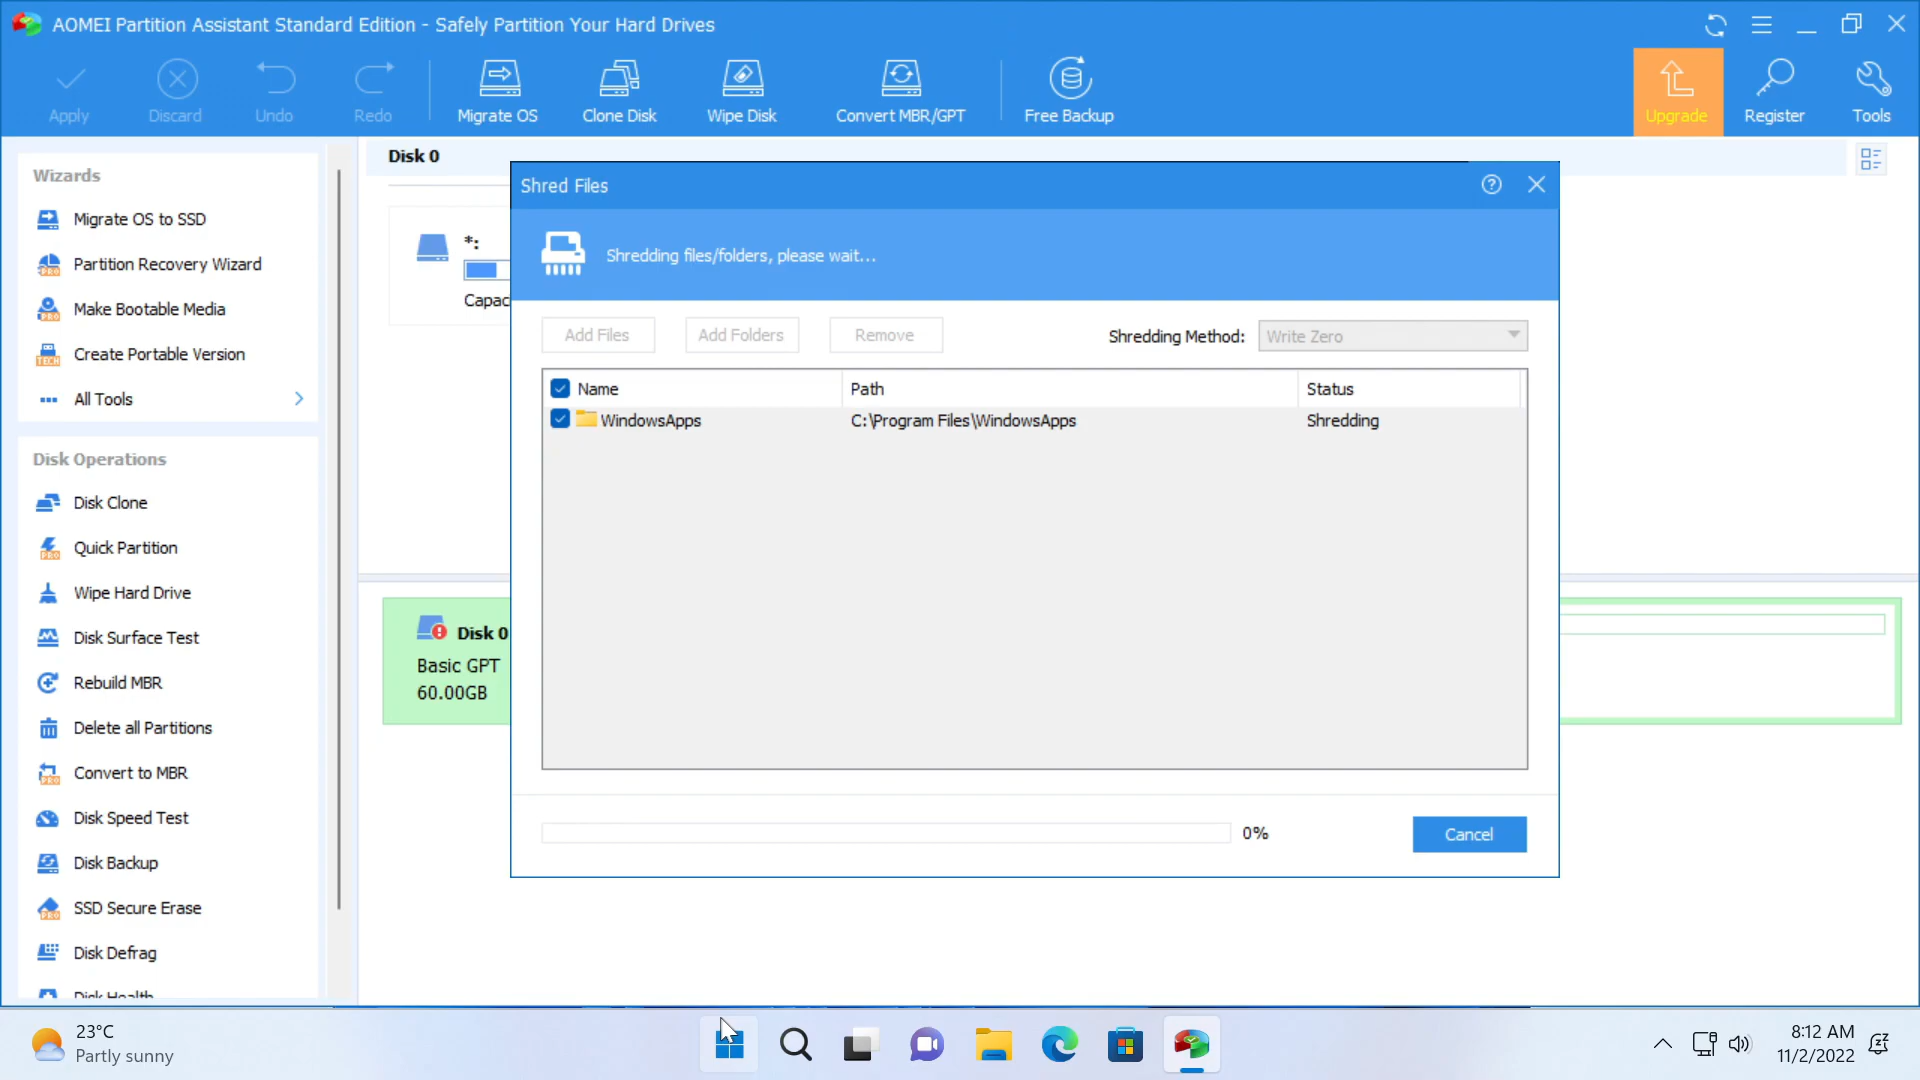 AOMEI Partition Assistant Standard Edition - Safely Partition Your Hard Drives
Apply
Discard
Undo
Redo
Migrate OS
Clone Disk
Wipe Disk
Convert MBR/GPT
Free Backup
Upgrade
Register
Tools
Wizards
Migrate OS to SSD
Partition Recovery Wizard
Make Bootable Media
Create Portable Version
All Tools
Disk Operations
Disk Clone
Quick Partition
Wipe Hard Drive
Disk Surface Test
Rebuild MBR
Delete all Partitions
Convert to MBR
Disk Speed Test
Disk Backup
SSD Secure Erase
Disk Defrag
Disk Health
Disk 0
*:
Capac
Disk 0
Basic GPT
60.00GB
Shred Files
Shredding files/folders, please wait...
Add Files
Add Folders
Remove
Shredding Method:
Write Zero
Name
Path
Status
WindowsApps
C:\Program Files\WindowsApps
Shredding
0%
Cancel
23°C
Partly sunny
8:12 AM
11/2/2022